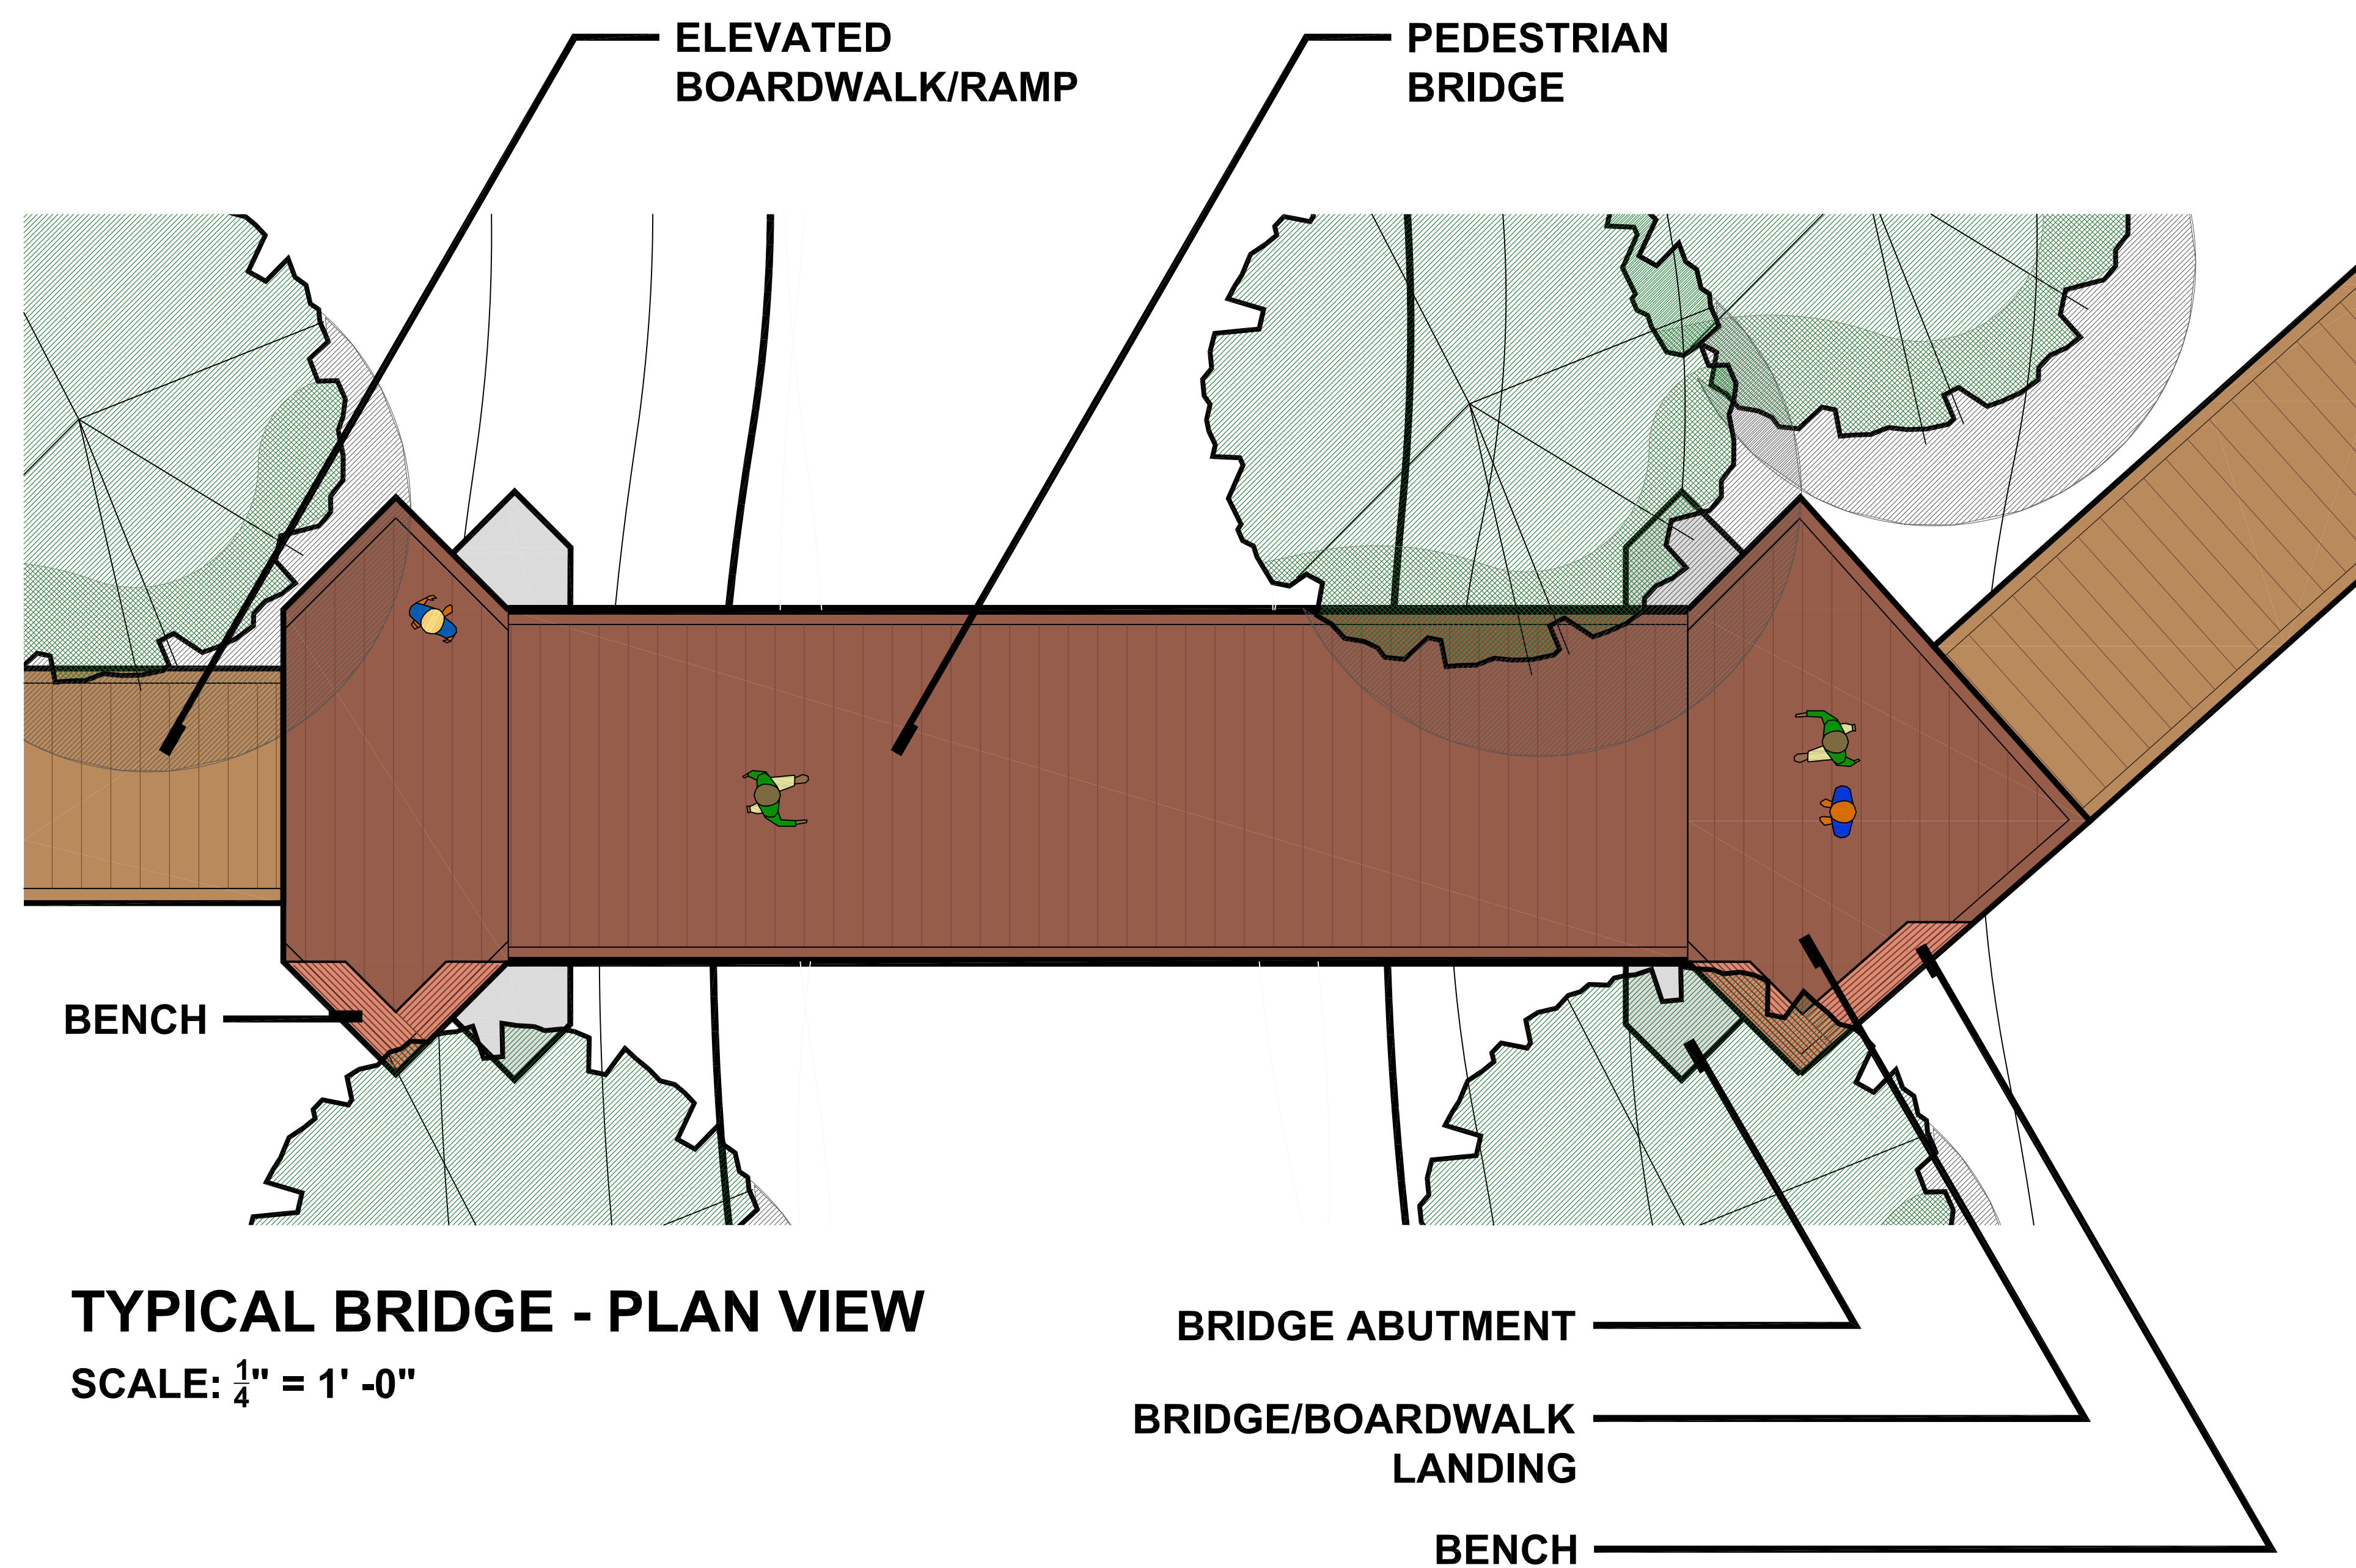 ELEVATED
BOARDWALK/RAMP
PEDESTRIAN
BRIDGE
BENCH
TYPICAL BRIDGE - PLAN VIEW
SCALE: 1/4" = 1' -0"
BRIDGE ABUTMENT
BRIDGE/BOARDWALK
LANDING
BENCH